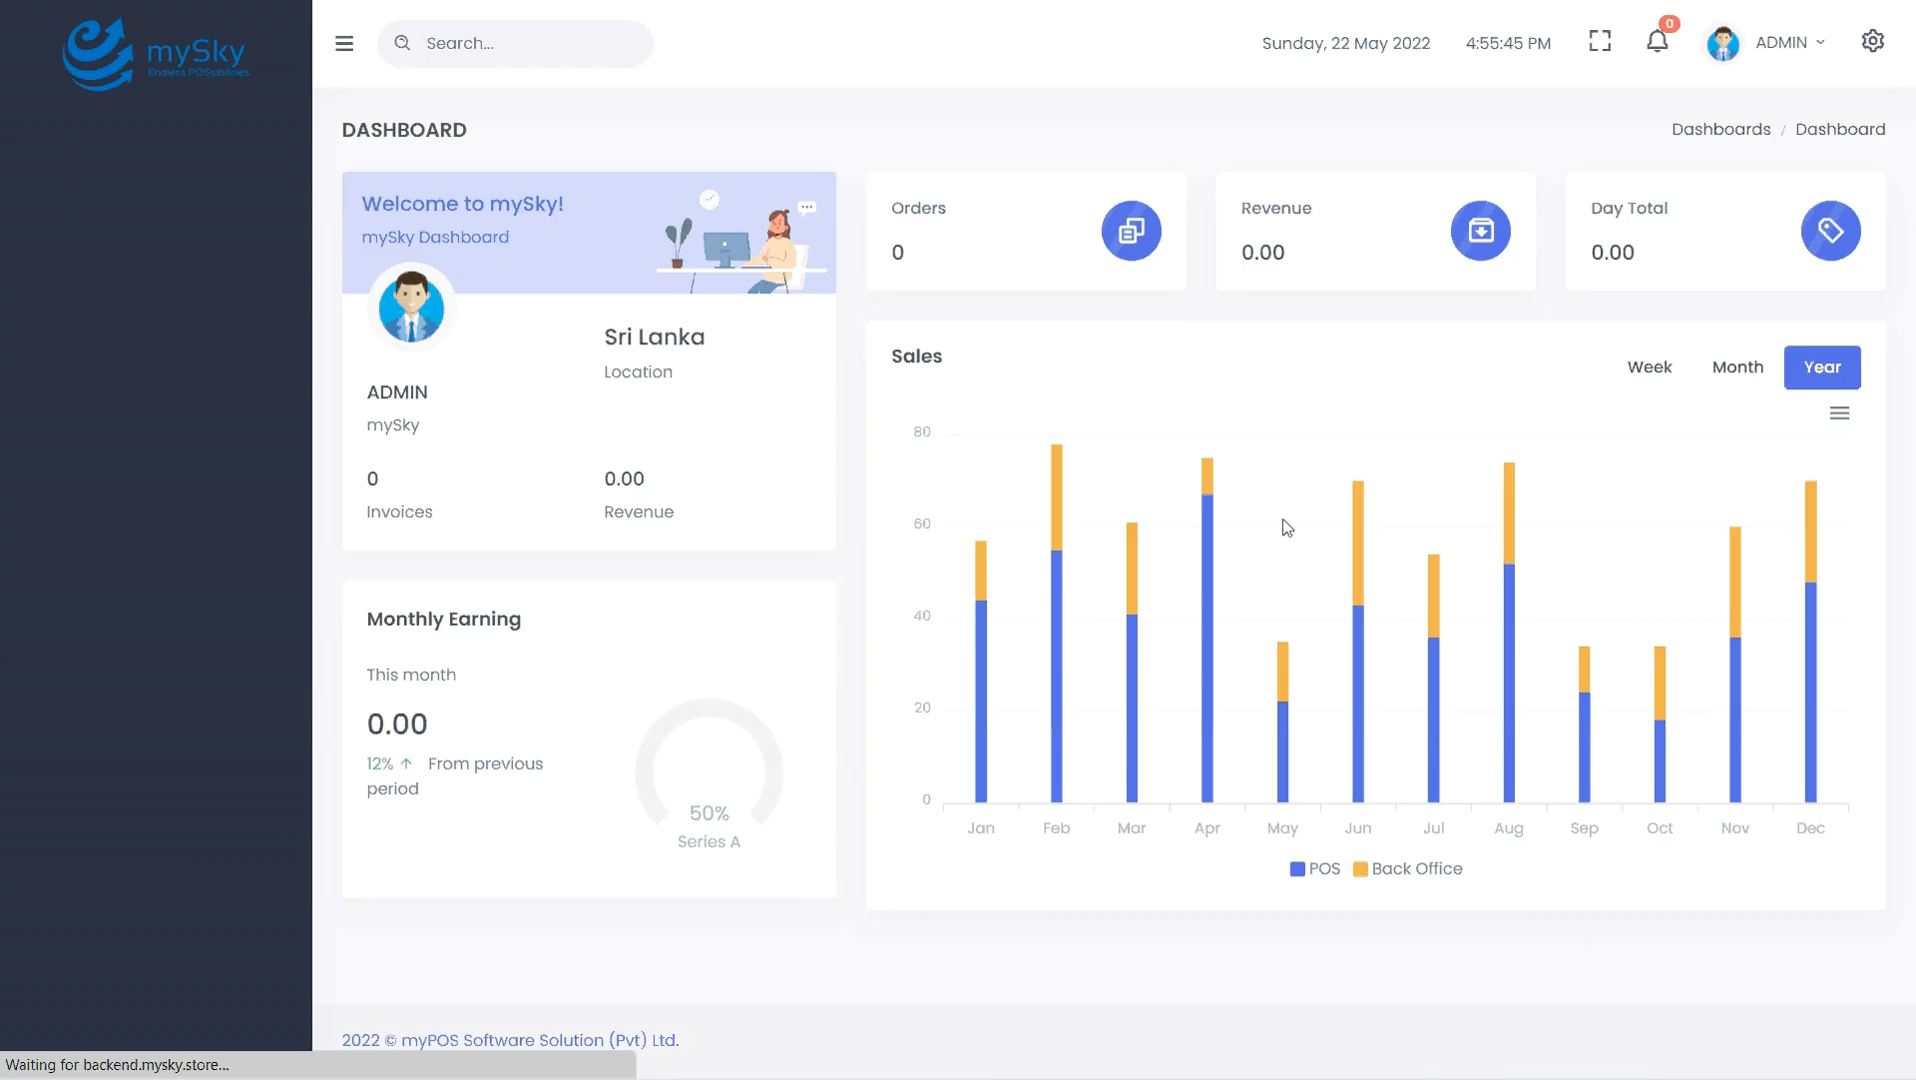 mySky
Endless POSsibilities
Search...
Sunday, 22 May 2022
4:55:45 PM
0
ADMIN
DASHBOARD
Dashboards / Dashboard
Welcome to mySky!
mySky Dashboard
Sri Lanka
Location
ADMIN
mySky
0
0.00
Invoices
Revenue
Monthly Earning
This month
0.00
12% ↑ From previous
period
50%
Series A
Orders
0
Revenue
0.00
Day Total
0.00
Sales
Week
Month
Year
80
60
40
20
0
Jan
Feb
Mar
Apr
May
Jun
Jul
Aug
Sep
Oct
Nov
Dec
POS
Back Office
2022 © myPOS Software Solution (Pvt) Ltd.
Waiting for backend.mysky.store...